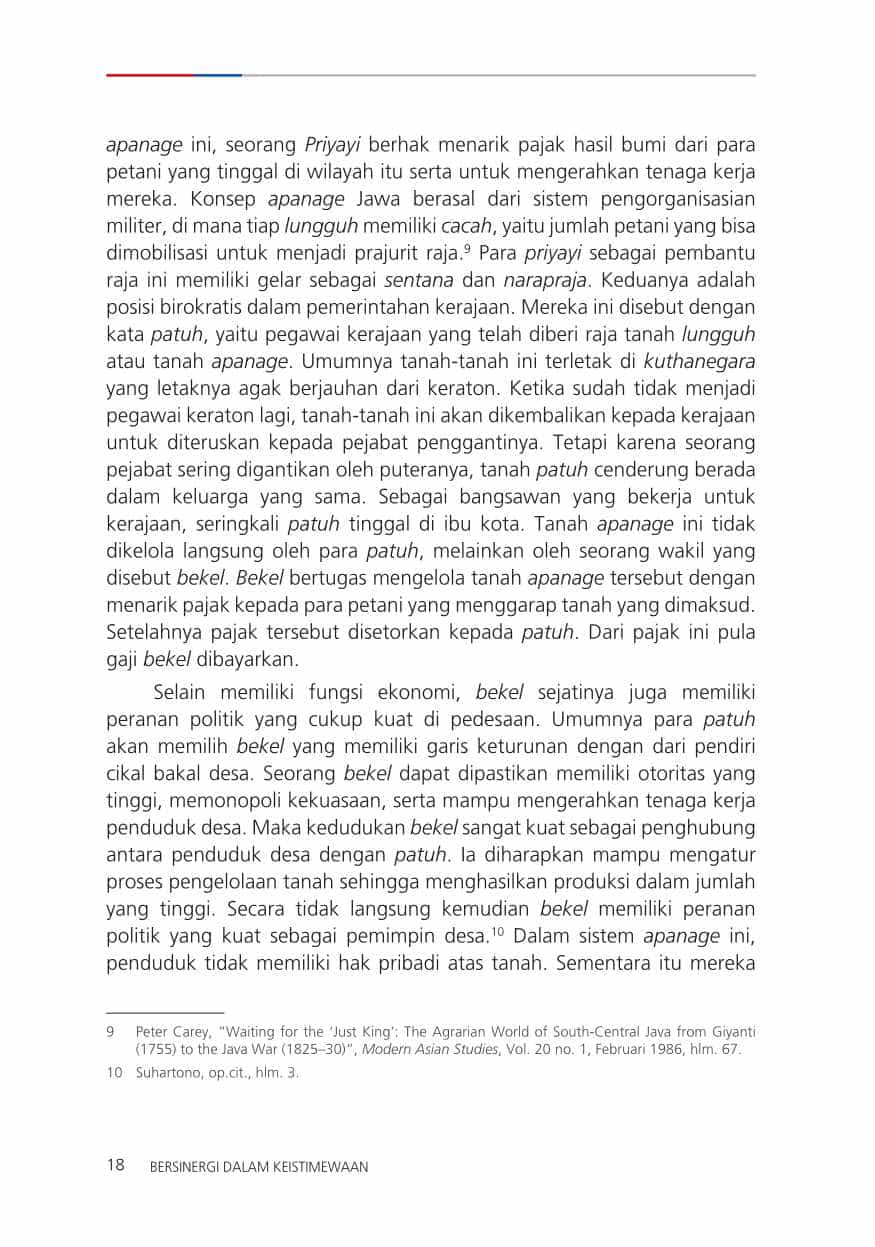 apanage ini, seorang Priyayi berhak menarik pajak hasil bumi dari para
petani yang tinggal di wilayah itu serta untuk mengerahkan tenaga kerja
mereka. Konsep apanage Jawa berasal dari sistem pengorganisasian
militer, di mana tiap lungguh memiliki cacah, yaitu jumlah petani yang bisa
dimobilisasi untuk menjadi prajurit raja.⁹ Para priyayi sebagai pembantu
raja ini memiliki gelar sebagai sentana dan narapraja. Keduanya adalah
posisi birokratis dalam pemerintahan kerajaan. Mereka ini disebut dengan
kata patuh, yaitu pegawai kerajaan yang telah diberi raja tanah lungguh
atau tanah apanage. Umumnya tanah-tanah ini terletak di kuthanegara
yang letaknya agak berjauhan dari keraton. Ketika sudah tidak menjadi
pegawai keraton lagi, tanah-tanah ini akan dikembalikan kepada kerajaan
untuk diteruskan kepada pejabat penggantinya. Tetapi karena seorang
pejabat sering digantikan oleh puteranya, tanah patuh cenderung berada
dalam keluarga yang sama. Sebagai bangsawan yang bekerja untuk
kerajaan, seringkali patuh tinggal di ibu kota. Tanah apanage ini tidak
dikelola langsung oleh para patuh, melainkan oleh seorang wakil yang
disebut bekel. Bekel bertugas mengelola tanah apanage tersebut dengan
menarik pajak kepada para petani yang menggarap tanah yang dimaksud.
Setelahnya pajak tersebut disetorkan kepada patuh. Dari pajak ini pula
gaji bekel dibayarkan.
Selain memiliki fungsi ekonomi, bekel sejatinya juga memiliki
peranan politik yang cukup kuat di pedesaan. Umumnya para patuh
akan memilih bekel yang memiliki garis keturunan dengan dari pendiri
cikal bakal desa. Seorang bekel dapat dipastikan memiliki otoritas yang
tinggi, memonopoli kekuasaan, serta mampu mengerahkan tenaga kerja
penduduk desa. Maka kedudukan bekel sangat kuat sebagai penghubung
antara penduduk desa dengan patuh. Ia diharapkan mampu mengatur
proses pengelolaan tanah sehingga menghasilkan produksi dalam jumlah
yang tinggi. Secara tidak langsung kemudian bekel memiliki peranan
politik yang kuat sebagai pemimpin desa.¹⁰ Dalam sistem apanage ini,
penduduk tidak memiliki hak pribadi atas tanah. Sementara itu mereka
9 Peter Carey, “Waiting for the ‘Just King’: The Agrarian World of South-Central Java from Giyanti
(1755) to the Java War (1825–30)”, Modern Asian Studies, Vol. 20 no. 1, Februari 1986, hlm. 67.
10 Suhartono, op.cit., hlm. 3.
18 BERSINERGI DALAM KEISTIMEWAAN